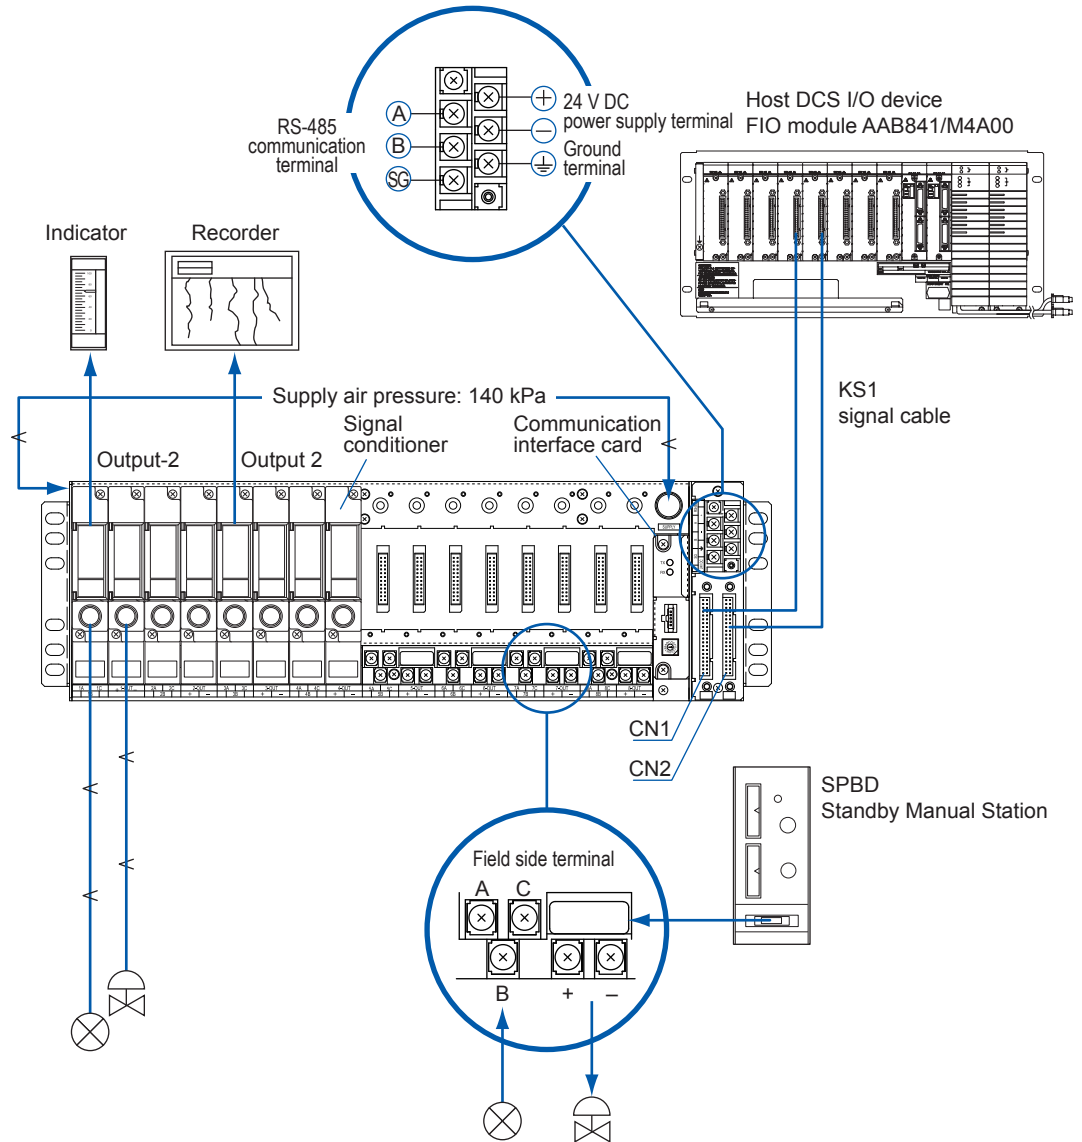 A
B
SG
RS-485
communication
terminal
24 V DC
power supply terminal
Ground
terminal
Host DCS I/O device
FIO module AAB841/M4A00
Indicator
Recorder
Supply air pressure: 140 kPa
KS1
signal cable
Signal
conditioner
Communication
interface card
Output-2
Output 2
CN1
CN2
SPBD
Standby Manual Station
Field side terminal
A
C
B
+
–